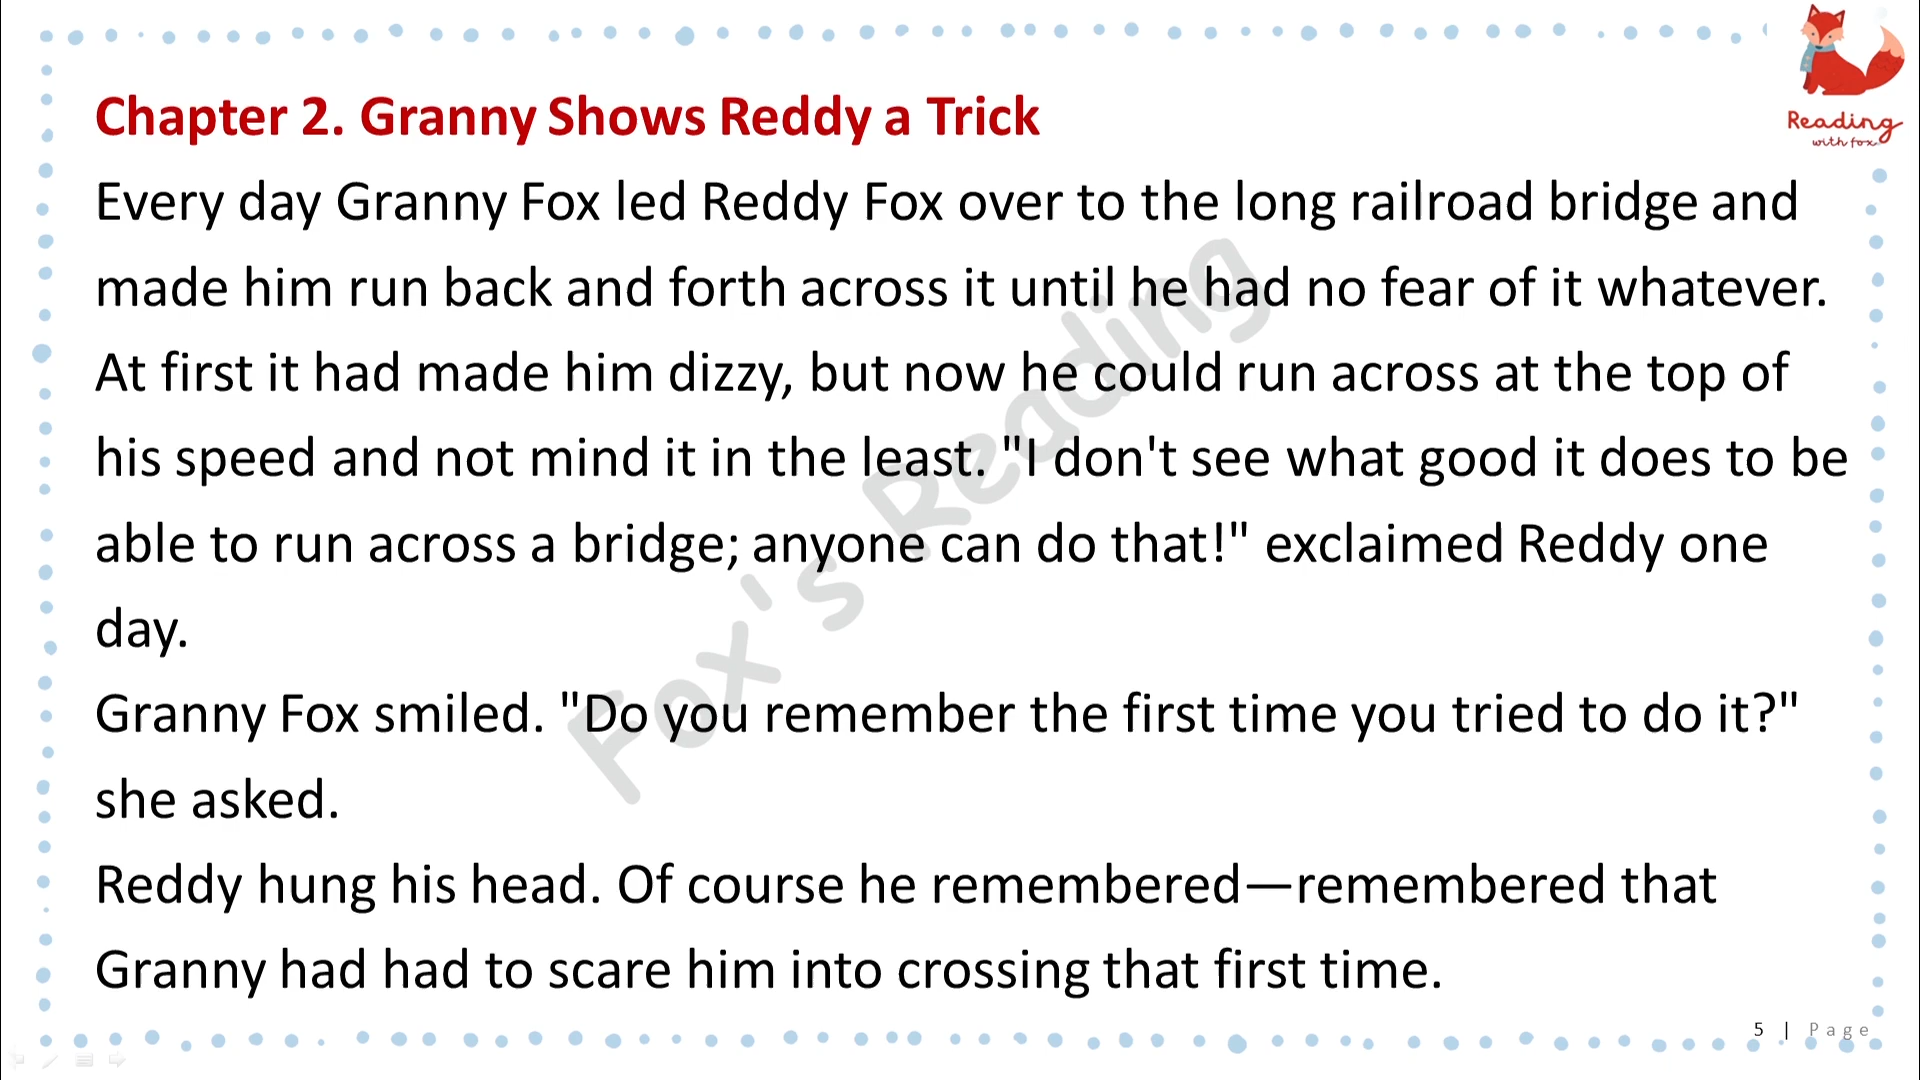 Chapter 2. Granny Shows Reddy a Trick
Reading
with fox
Every day Granny Fox led Reddy Fox over to the long railroad bridge and
made him run back and forth across it until he had no fear of it whatever.
At first it had made him dizzy, but now he could run across at the top of
his speed and not mind it in the least. "I don't see what good it does to be
able to run across a bridge; anyone can do that!" exclaimed Reddy one
day.
Granny Fox smiled. "Do you remember the first time you tried to do it?"
she asked.
Reddy hung his head. Of course he remembered—remembered that
Granny had had to scare him into crossing that first time.
Fox's Reading
5 | Page